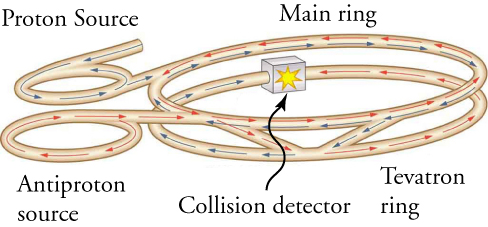 Proton Source
Main ring
Antiproton
source
Collision detector
Tevatron
ring